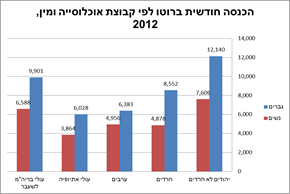 הכנסה חודשית ברוטו לפי קבוצת אוכלוסייה ומין,
2012
14,000
12,000
10,000
8,000
6,000
4,000
2,000
0
12,140
7,606
8,552
4,878
6,383
4,956
6,028
3,864
9,901
6,588
גברים
נשים
יהודים לא חרדים
חרדים
ערבים
עולי אתיופיה
עולי בריה"מ
לשעבר